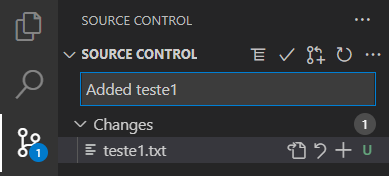 SOURCE CONTROL
SOURCE CONTROL
Added teste1
Changes 1
teste1.txt U
1